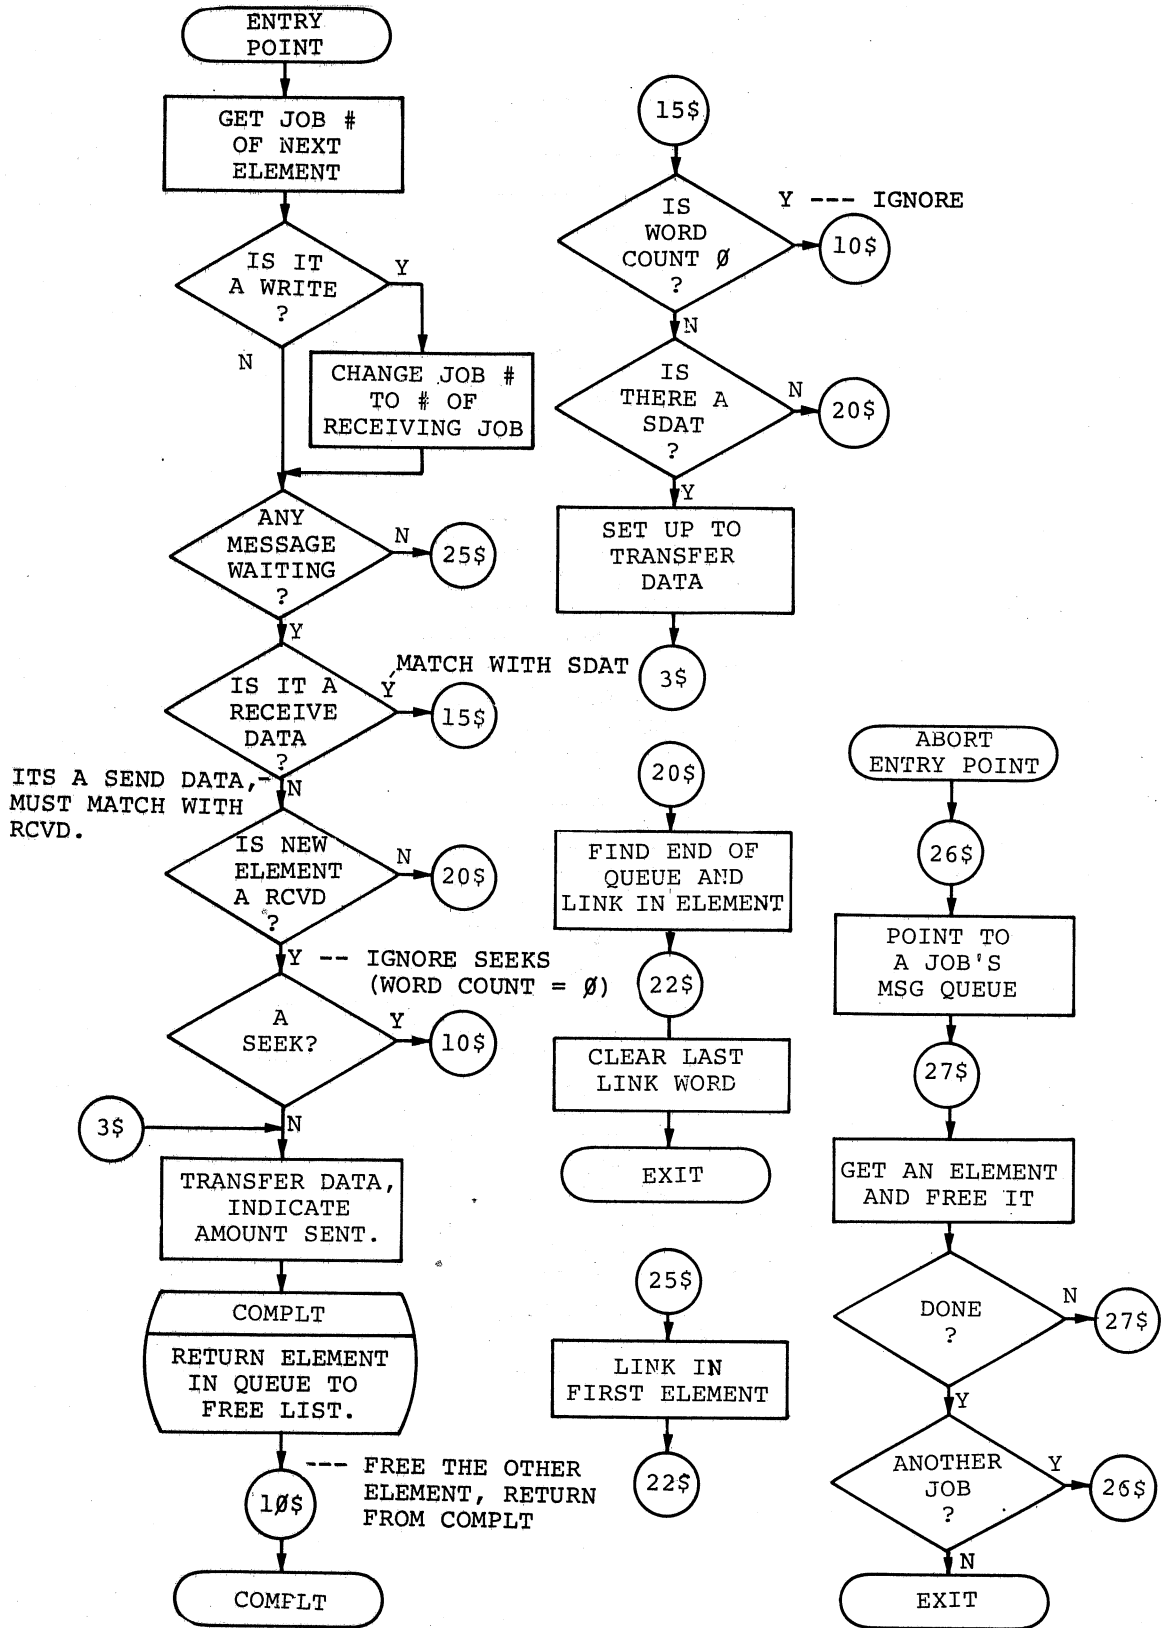 ENTRY
POINT
GET JOB #
OF NEXT
ELEMENT
IS IT
A WRITE
?
Y
N
CHANGE JOB #
TO # OF
RECEIVING JOB
ANY
MESSAGE
WAITING
?
N
25$
Y
IS IT A
RECEIVE
DATA
?
Y
MATCH WITH SDAT
15$
N
ITS A SEND DATA,-
MUST MATCH WITH
RCVD.
IS NEW
ELEMENT
A RCVD
?
N
20$
Y -- IGNORE SEEKS
(WORD COUNT = Ø)
A
SEEK?
Y
10$
3$
N
TRANSFER DATA,
INDICATE
AMOUNT SENT.
COMPLT
RETURN ELEMENT
IN QUEUE TO
FREE LIST.
1Ø$
--- FREE THE OTHER
ELEMENT, RETURN
FROM COMPLT
COMPLT
15$
IS
WORD
COUNT Ø
?
Y --- IGNORE
10$
N
IS
THERE A
SDAT
?
N
20$
Y
SET UP TO
TRANSFER
DATA
3$
20$
FIND END OF
QUEUE AND
LINK IN ELEMENT
22$
CLEAR LAST
LINK WORD
EXIT
25$
LINK IN
FIRST ELEMENT
22$
ABORT
ENTRY POINT
26$
POINT TO
A JOB'S
MSG QUEUE
27$
GET AN ELEMENT
AND FREE IT
DONE
?
N
27$
Y
ANOTHER
JOB
?
Y
26$
N
EXIT